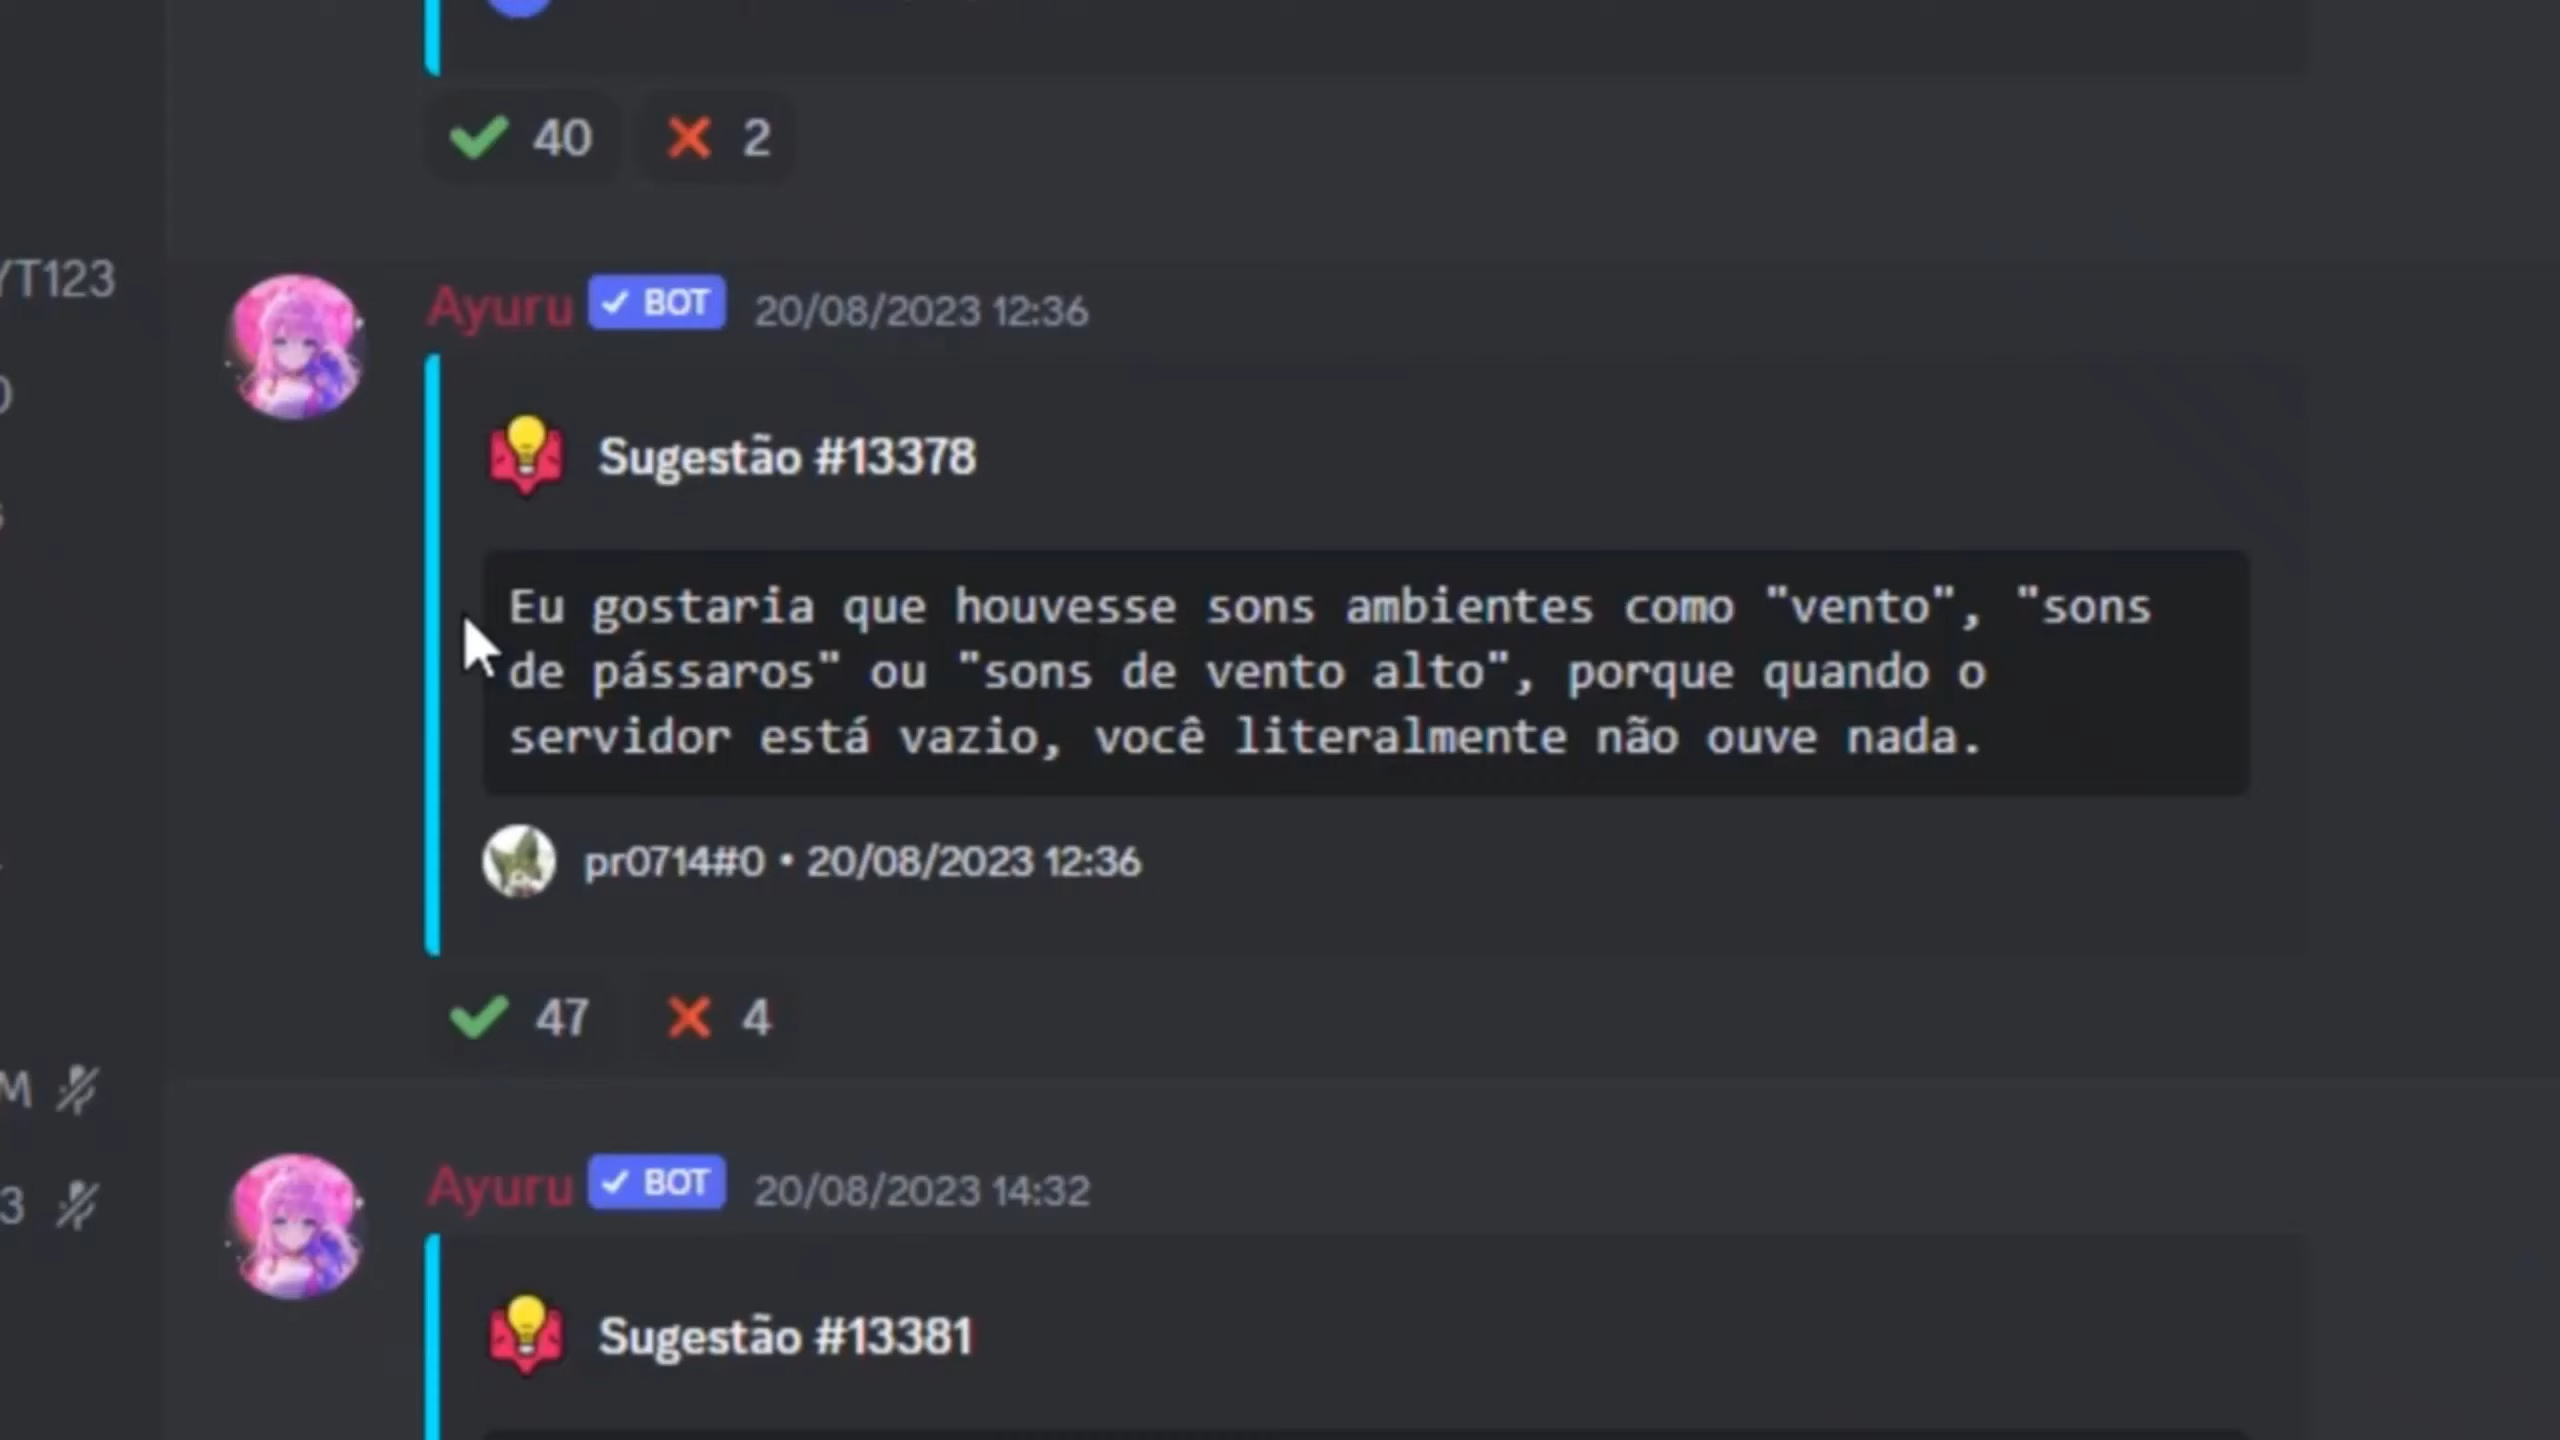 40 2
YT123
Ayuru BOT 20/08/2023 12:36
Sugestão #13378
Eu gostaria que houvesse sons ambientes como "vento", "sons
de pássaros" ou "sons de vento alto", porque quando o
servidor está vazio, você literalmente não ouve nada.
pr0714#0 • 20/08/2023 12:36
47 4
M
Ayuru BOT 20/08/2023 14:32
3
Sugestão #13381